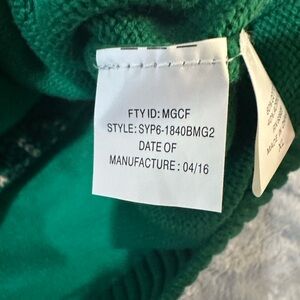 FTY ID: MGCF
STYLE: SYP6-1840BMG2
DATE OF
MANUFACTURE: 04/16